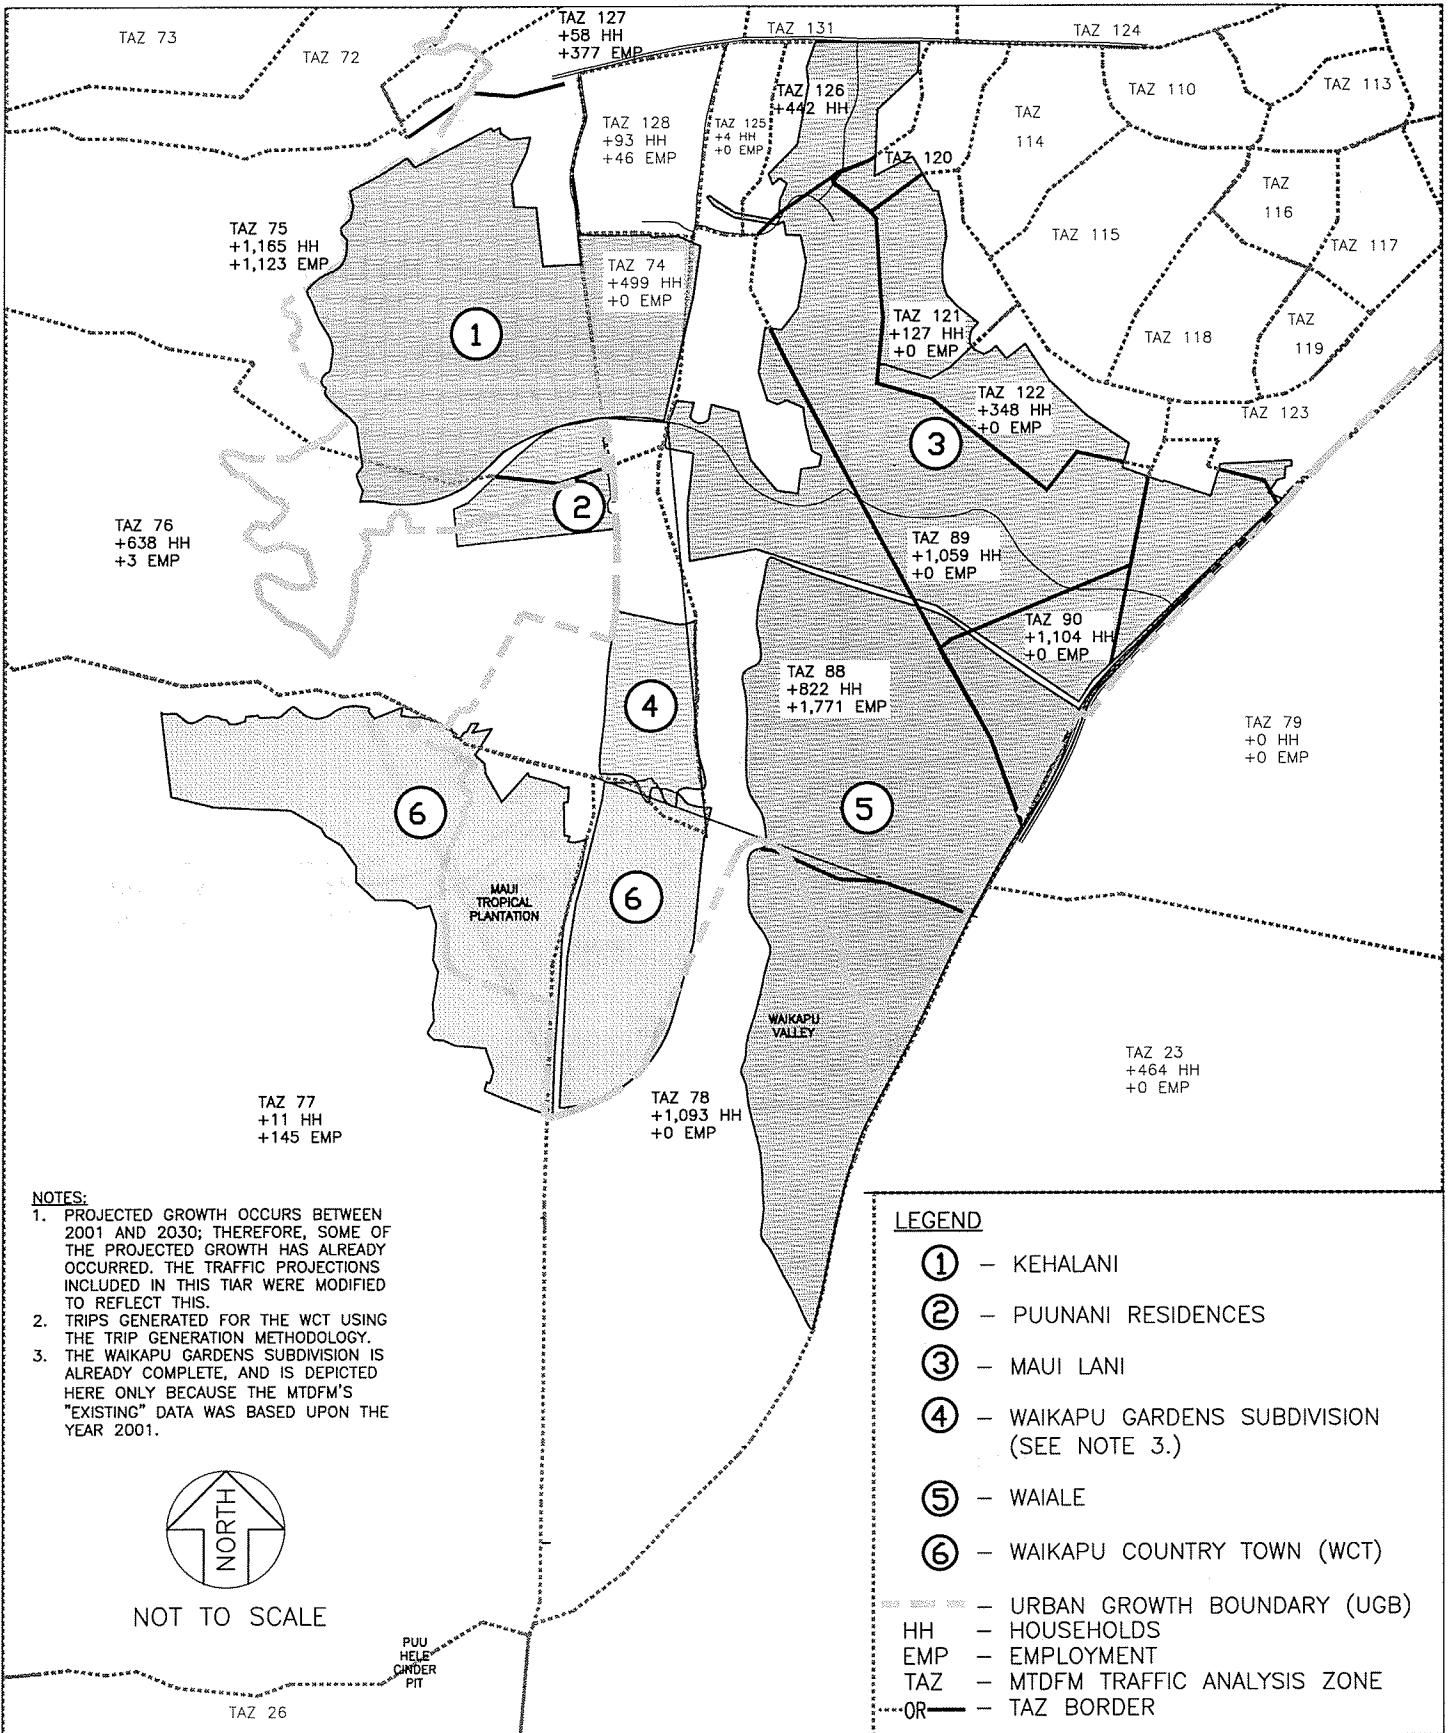 TAZ 73
TAZ 72
TAZ 127
+58 HH
+377 EMP
TAZ 131
TAZ 124
TAZ 126
+442 HH
TAZ 128
+93 HH
+46 EMP
TAZ 125
+4 HH
+0 EMP
TAZ 120
TAZ
114
TAZ 110
TAZ 113
TAZ
116
TAZ 115
TAZ 117
TAZ 118
TAZ
119
TAZ 123
TAZ 75
+1,165 HH
+1,123 EMP
TAZ 74
+499 HH
+0 EMP
1
TAZ 121
+127 HH
+0 EMP
TAZ 122
+348 HH
+0 EMP
3
2
TAZ 76
+638 HH
+3 EMP
TAZ 89
+1,059 HH
+0 EMP
TAZ 90
+1,104 HH
+0 EMP
TAZ 88
+822 HH
+1,771 EMP
4
TAZ 79
+0 HH
+0 EMP
5
6
6
MAUI
TROPICAL
PLANTATION
WAIKAPU
VALLEY
TAZ 23
+464 HH
+0 EMP
TAZ 77
+11 HH
+145 EMP
TAZ 78
+1,093 HH
+0 EMP
NOTES:
1. PROJECTED GROWTH OCCURS BETWEEN
2001 AND 2030; THEREFORE, SOME OF
THE PROJECTED GROWTH HAS ALREADY
OCCURRED. THE TRAFFIC PROJECTIONS
INCLUDED IN THIS TIAR WERE MODIFIED
TO REFLECT THIS.
2. TRIPS GENERATED FOR THE WCT USING
THE TRIP GENERATION METHODOLOGY.
3. THE WAIKAPU GARDENS SUBDIVISION IS
ALREADY COMPLETE, AND IS DEPICTED
HERE ONLY BECAUSE THE MTDFM'S
"EXISTING" DATA WAS BASED UPON THE
YEAR 2001.
NORTH
NOT TO SCALE
PUU
HELE
CINDER
PIT
TAZ 26
LEGEND
1 – KEHALANI
2 – PUUNANI RESIDENCES
3 – MAUI LANI
4 – WAIKAPU GARDENS SUBDIVISION
(SEE NOTE 3.)
5 – WAIALE
6 – WAIKAPU COUNTRY TOWN (WCT)
– URBAN GROWTH BOUNDARY (UGB)
HH – HOUSEHOLDS
EMP – EMPLOYMENT
TAZ – MTDFM TRAFFIC ANALYSIS ZONE
OR – TAZ BORDER